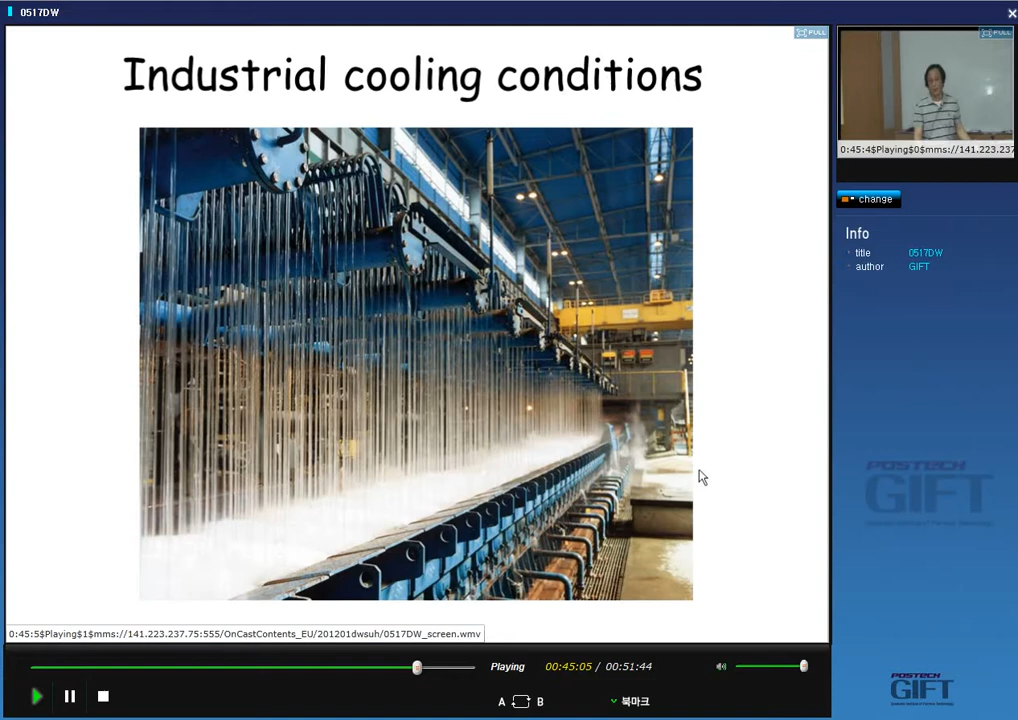 0517DW
FULL
FULL
Industrial cooling conditions
0:45:4$Playing$0$mms://141.223.237
change
Info
title 0517DW
author GIFT
POSTECH
GIFT
0:45:5$Playing$1$mms://141.223.237.75:555/OnCastContents_EU/201201dwsuh/0517DW_screen.wmv
Playing 00:45:05 / 00:51:44
A B 북마크
POSTECH
GIFT